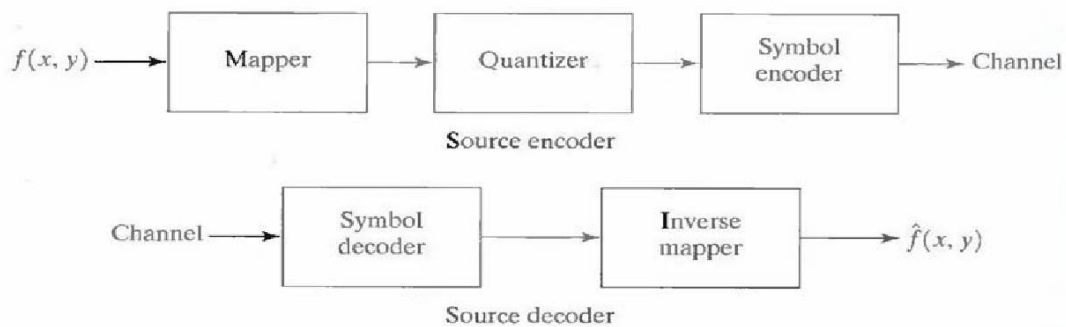 f(x, y) Mapper Quantizer Symbol encoder Channel
Source encoder
Channel Symbol decoder Inverse mapper f̂(x, y)
Source decoder